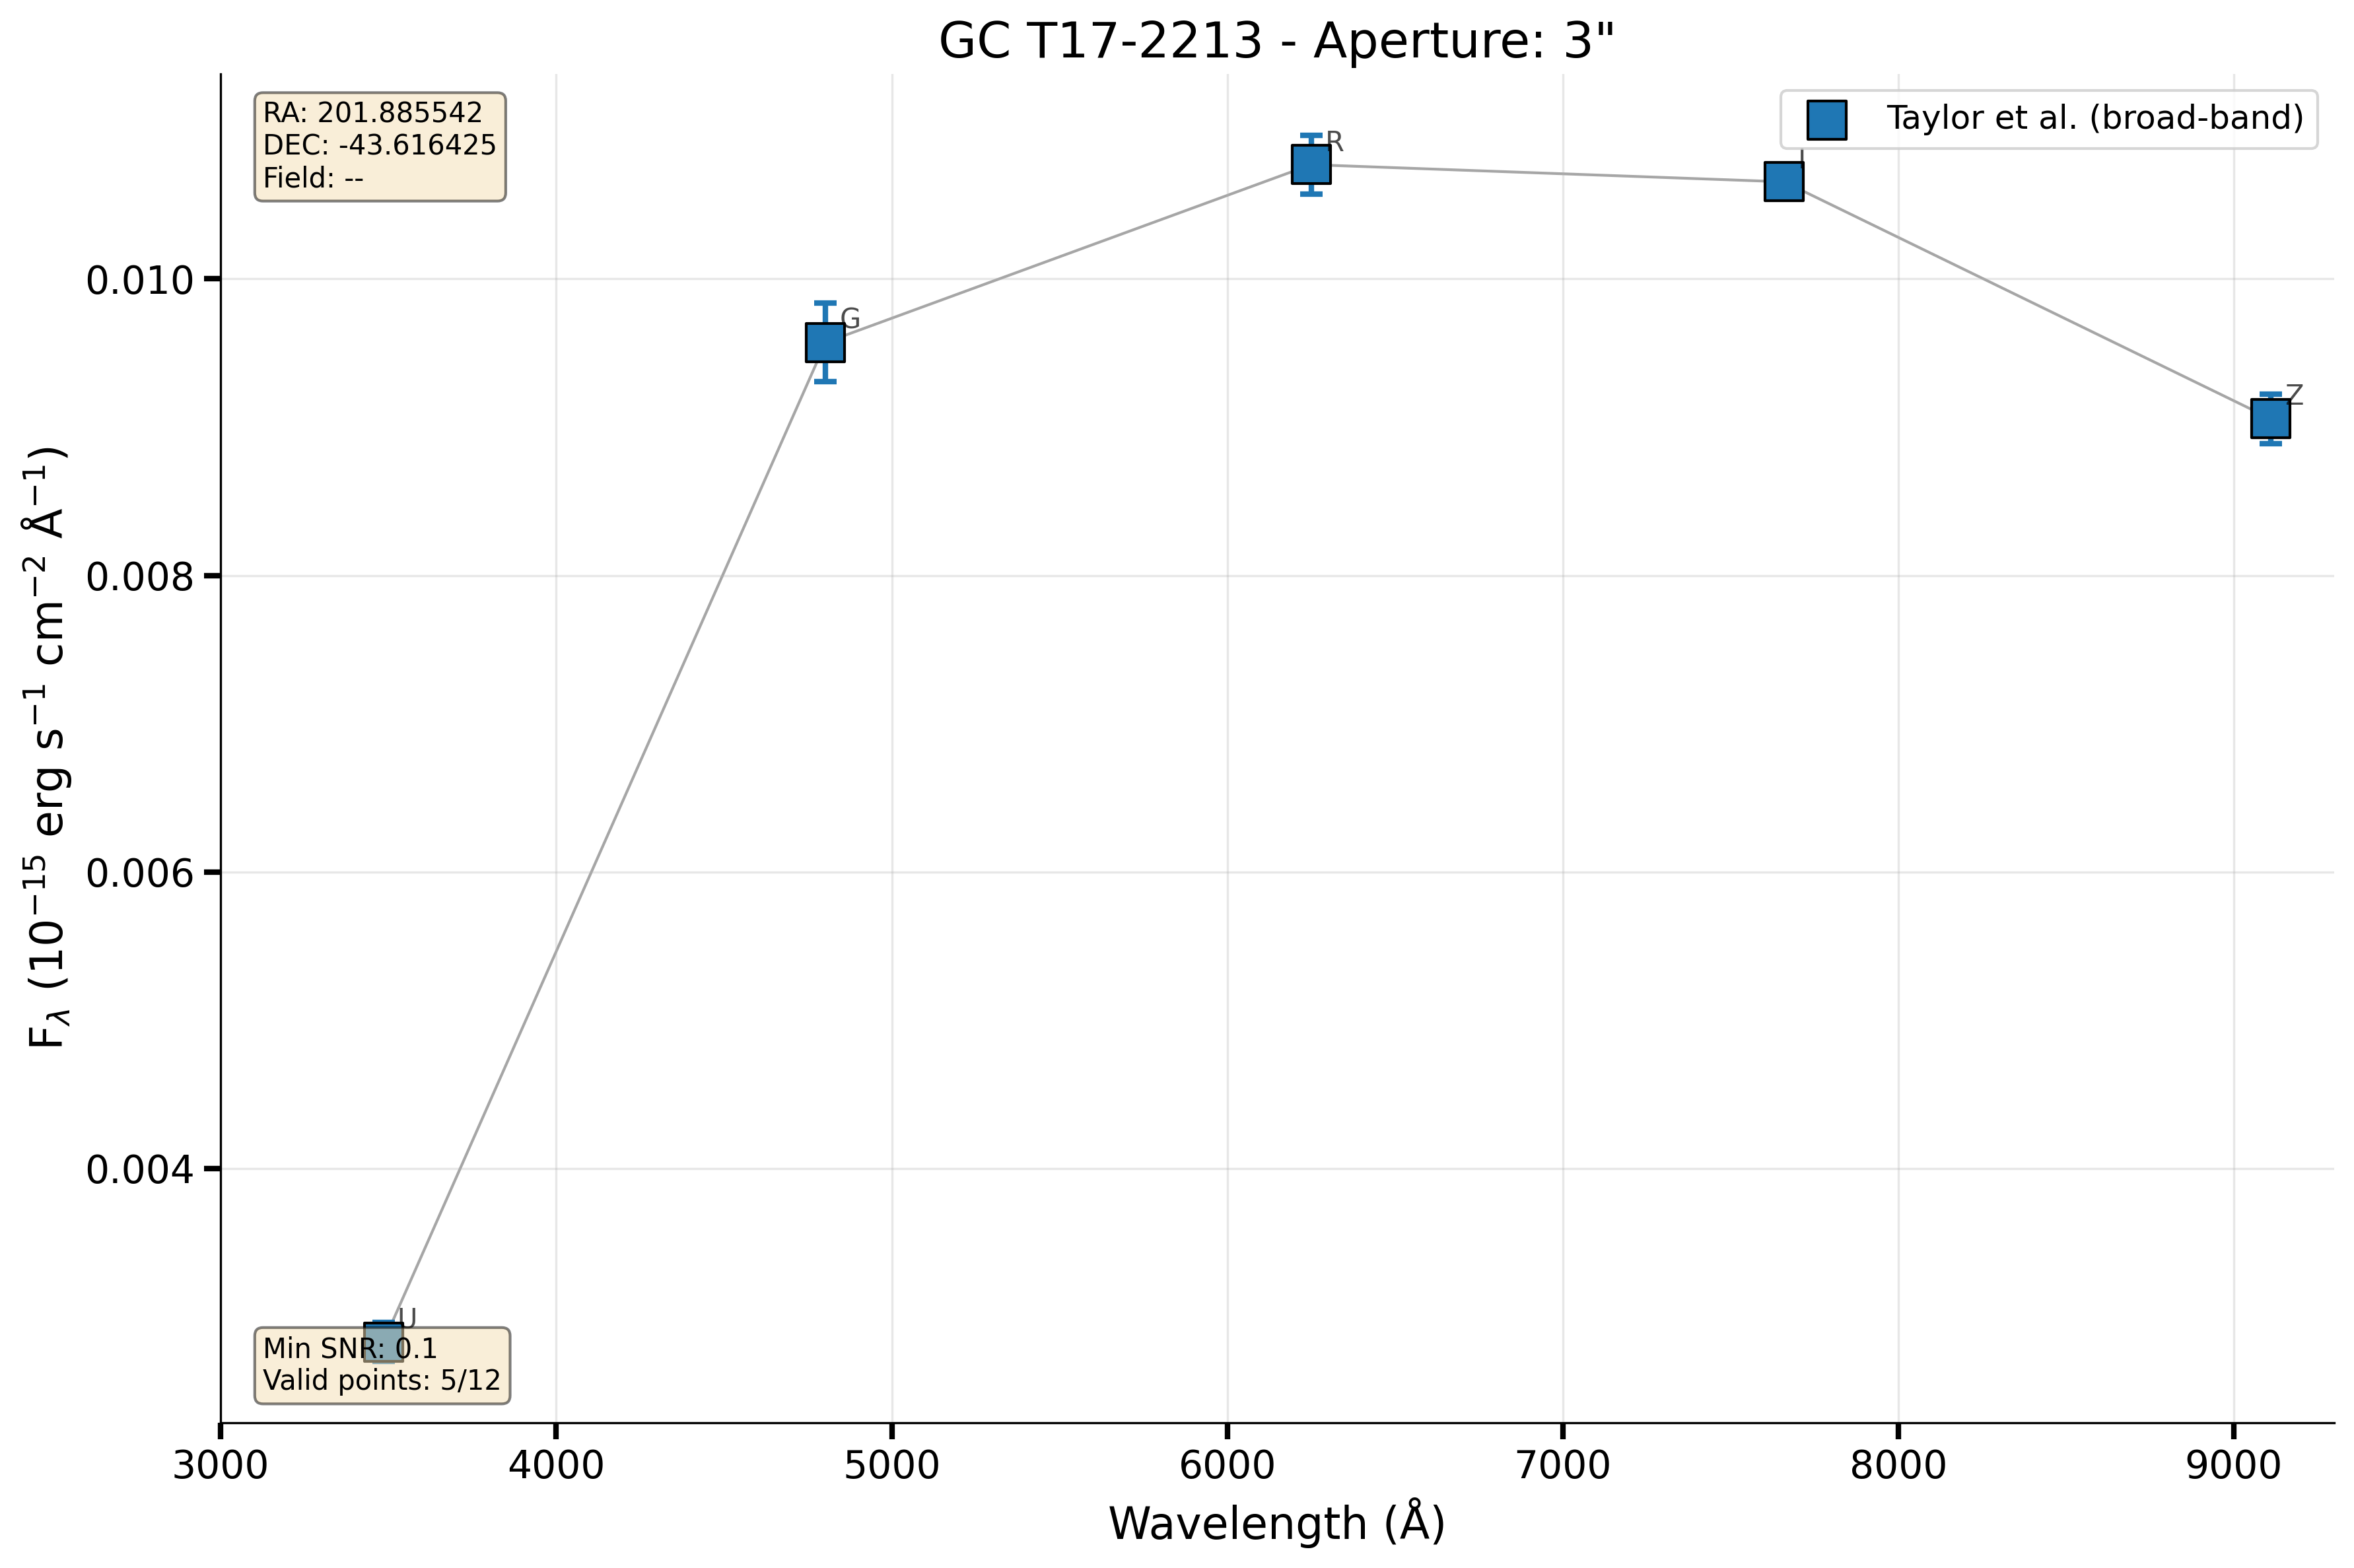 GC T17-2213 - Aperture: 3"
RA: 201.885542
DEC: -43.616425
Field: --
Taylor et al. (broad-band)
R
G
Z
U
0.010
0.008
0.006
0.004
F_λ (10⁻¹⁵ erg s⁻¹ cm⁻² Å⁻¹)
Min SNR: 0.1
Valid points: 5/12
3000 4000 5000 6000 7000 8000 9000
Wavelength (Å)